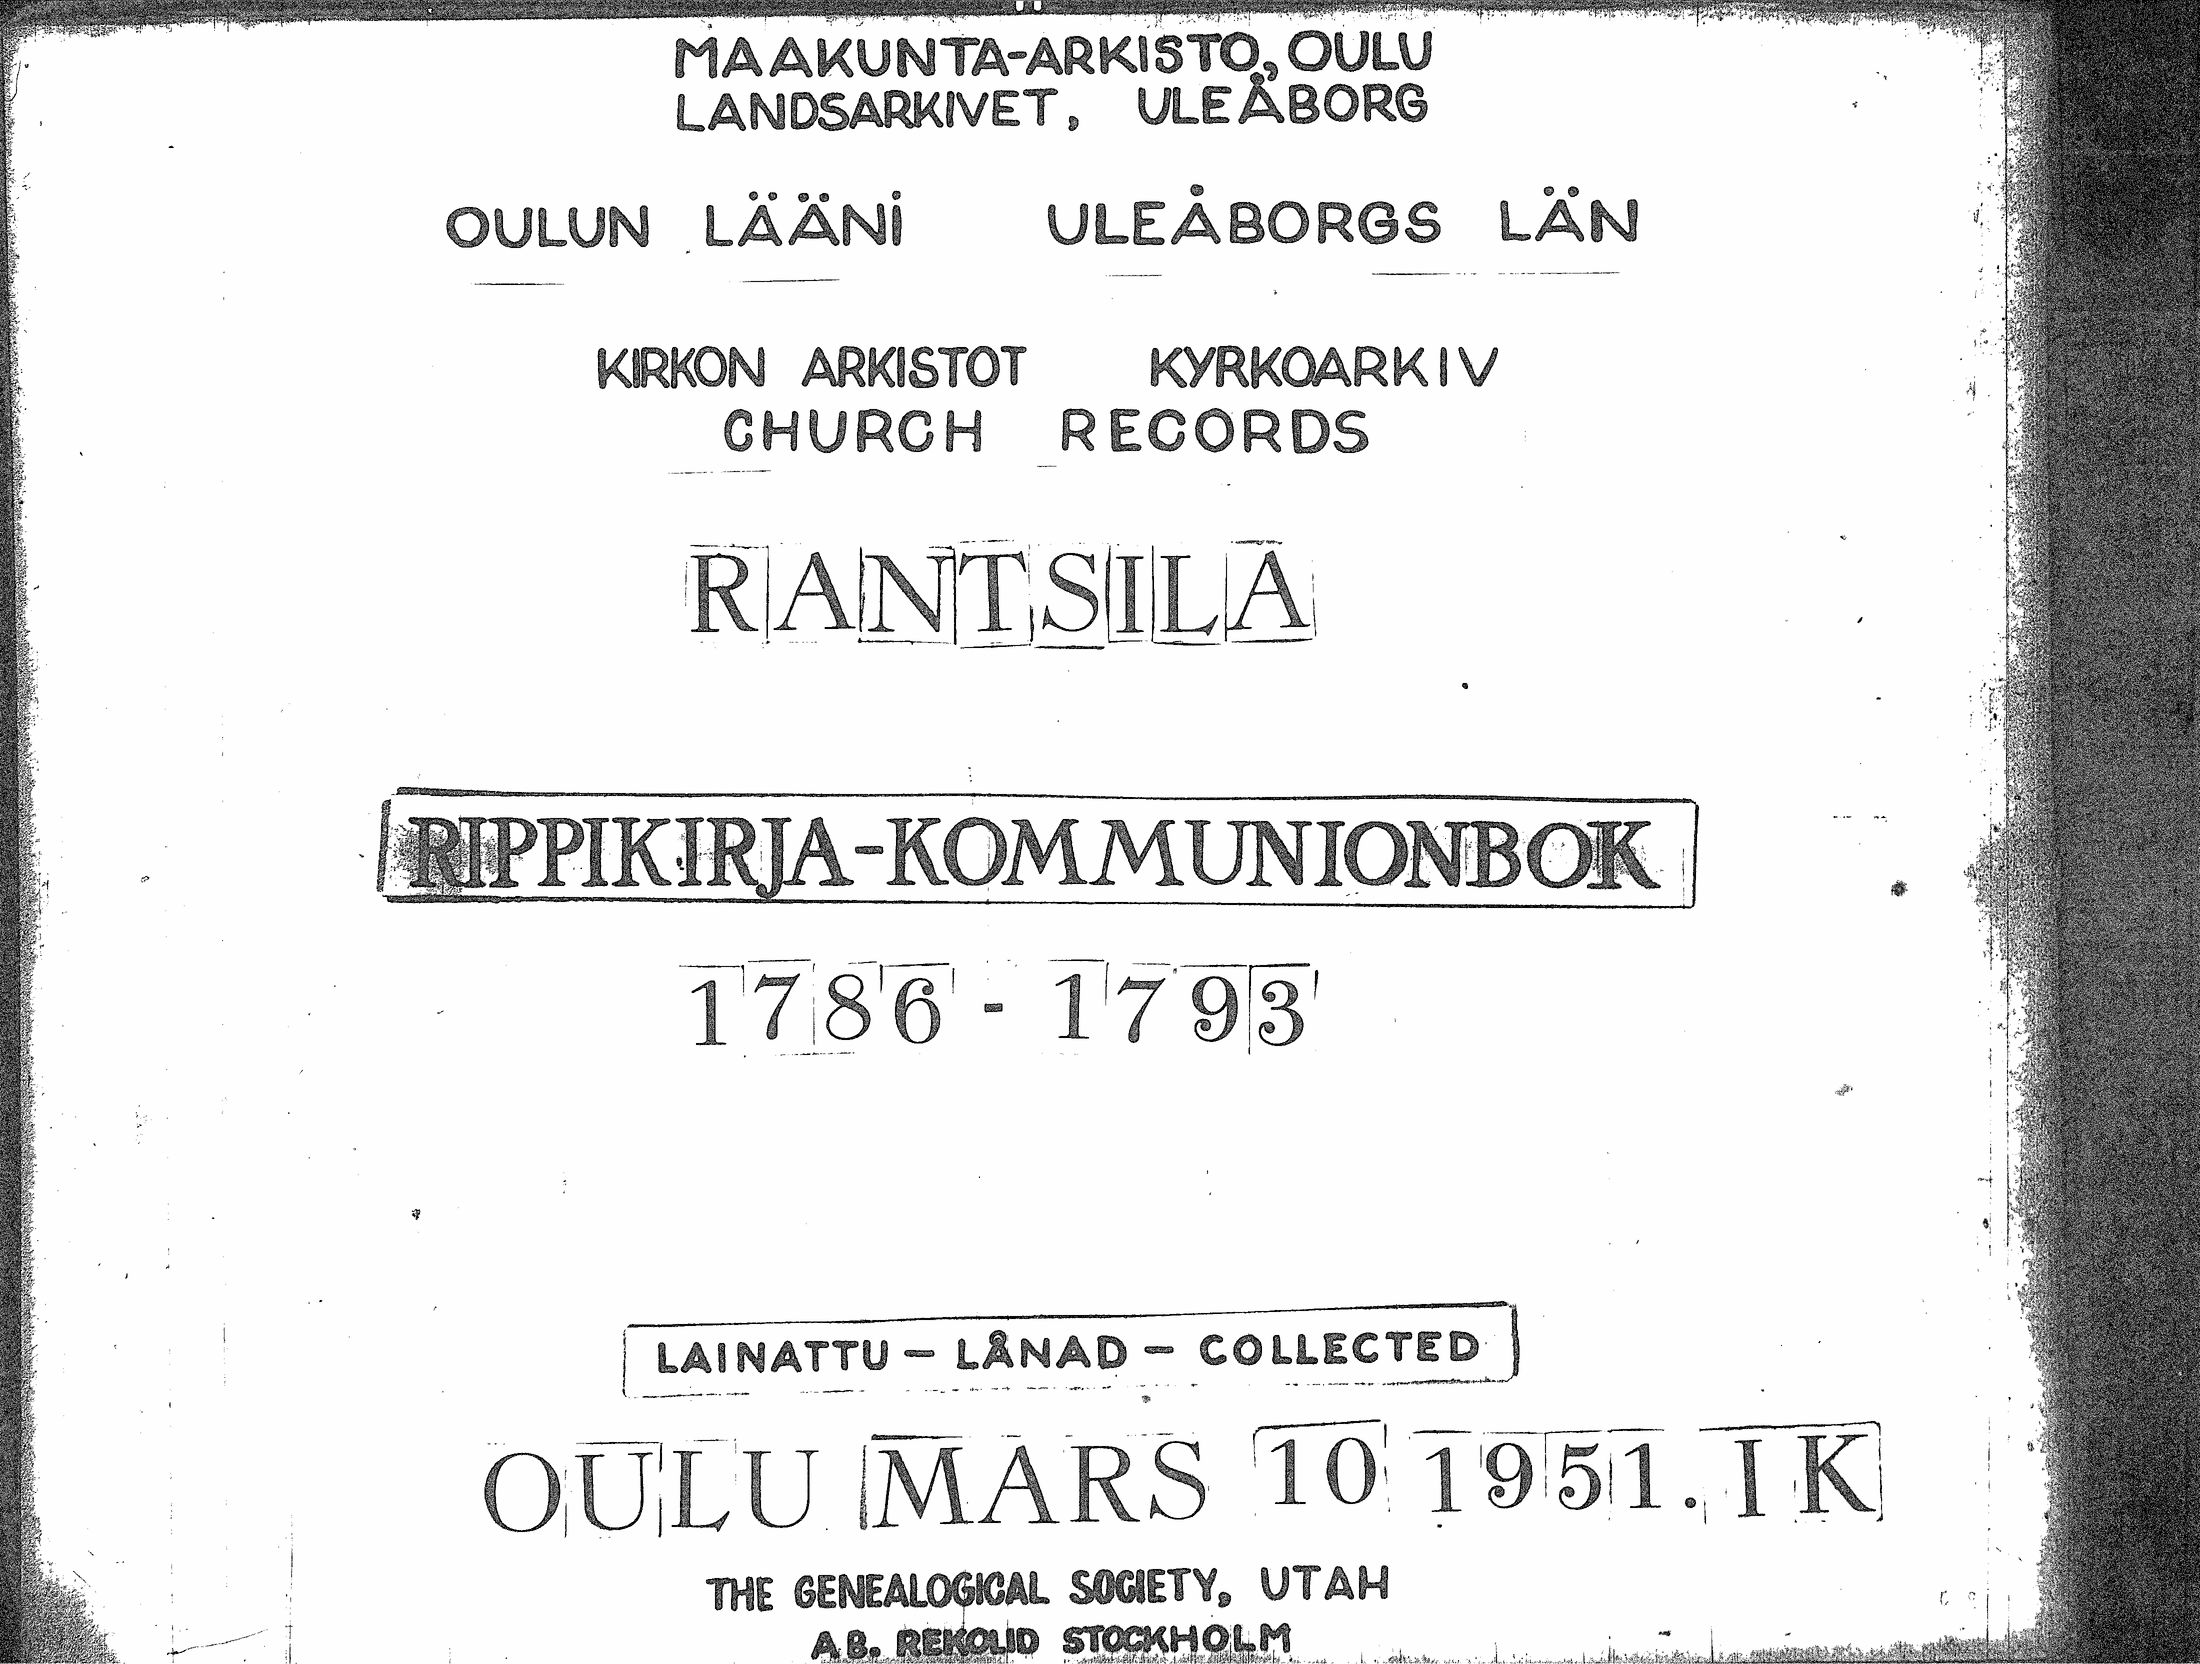 MAAKUNTA-ARKISTO, OULU
LANDSARKIVET, ULEÅBORG
OULUN LÄÄNI ULEÅBORGS LÄN
KIRKON ARKISTOT KYRKOARKIV
CHURCH RECORDS
RANTSILA
RIPPIKIRJA-KOMMUNIONBOK
1786 - 1793
LAINATTU - LÅNAD - COLLECTED
OULU MARS 10 1951. IK
THE GENEALOGICAL SOCIETY, UTAH
A.B. REKOLID STOCKHOLM